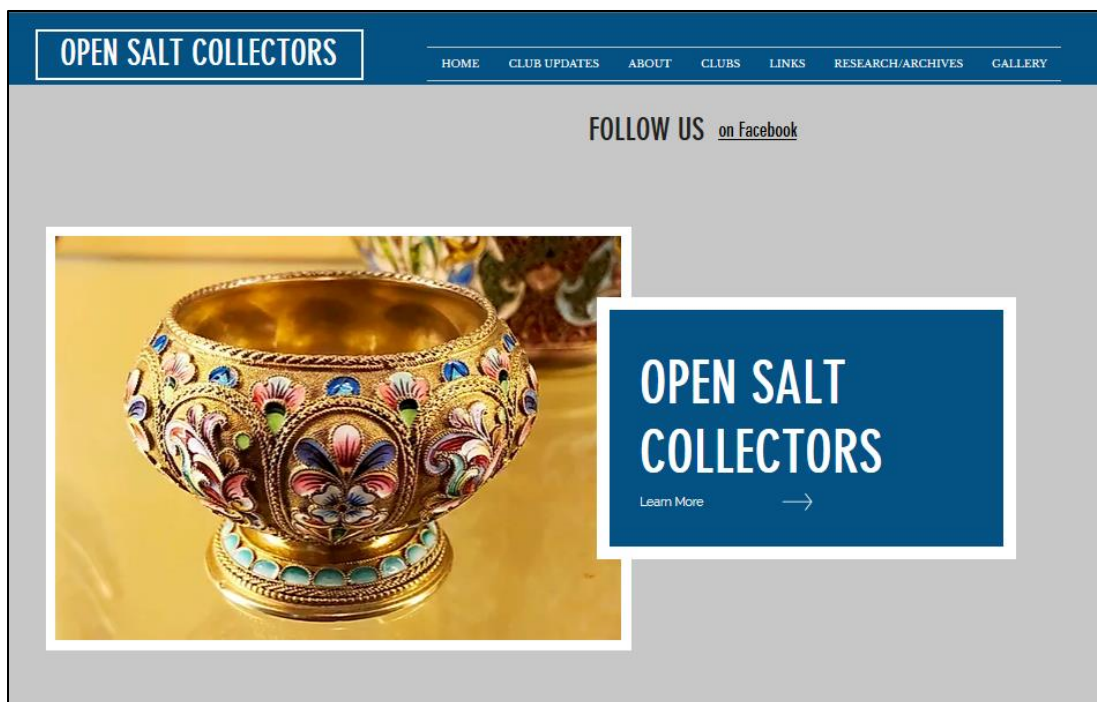 OPEN SALT COLLECTORS
HOME CLUB UPDATES ABOUT CLUBS LINKS RESEARCH/ARCHIVES GALLERY
FOLLOW US on Facebook
OPEN SALT
COLLECTORS
Learn More